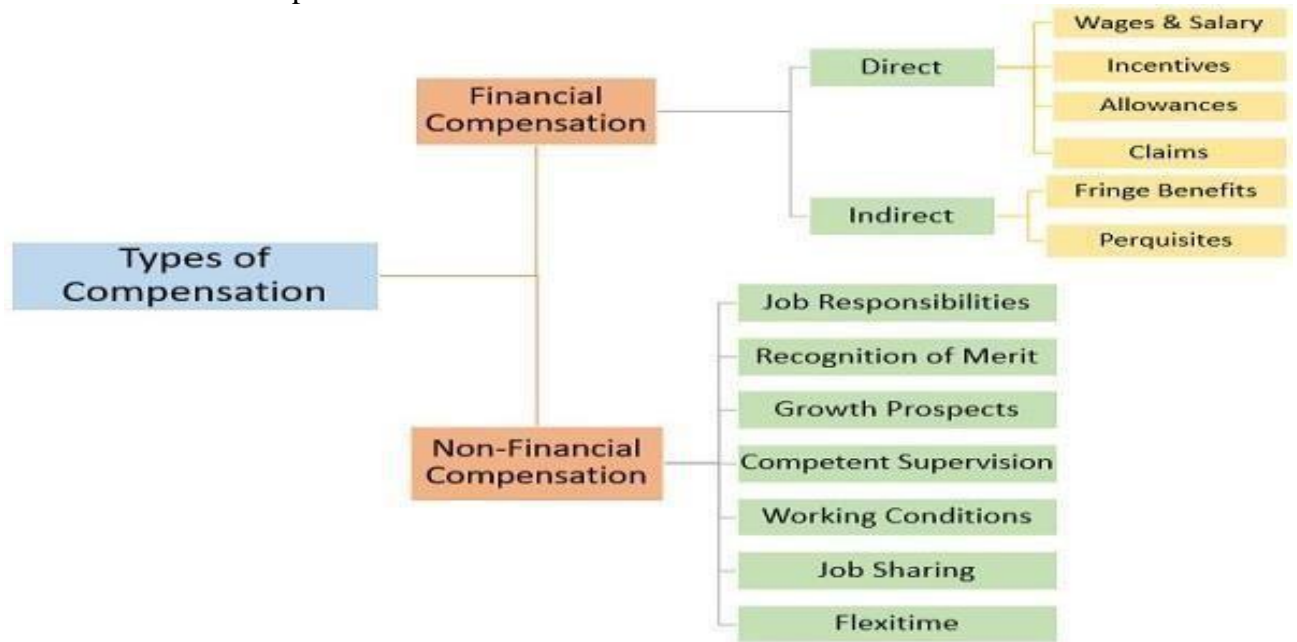 Wages & Salary
Financial
Compensation
Direct
Incentives
Allowances
Claims
Indirect
Fringe Benefits
Perquisites
Types of
Compensation
Non-Financial
Compensation
Job Responsibilities
Recognition of Merit
Growth Prospects
Competent Supervision
Working Conditions
Job Sharing
Flexitime